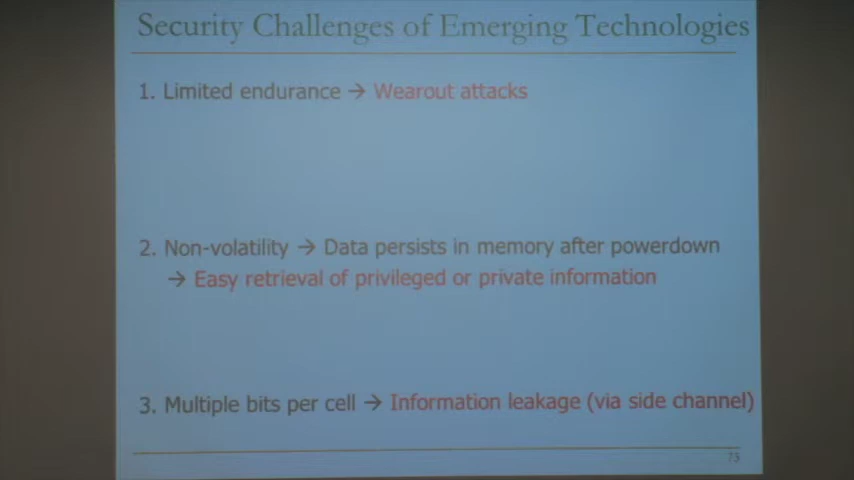 Security Challenges of Emerging Technologies
1. Limited endurance → Wearout attacks
2. Non-volatility → Data persists in memory after powerdown
→ Easy retrieval of privileged or private information
3. Multiple bits per cell → Information leakage (via side channel)
73